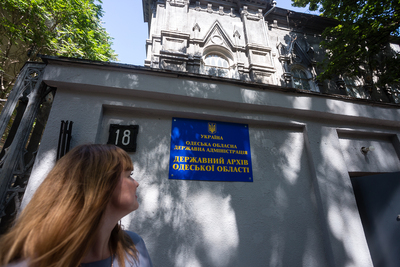 18
УКРАЇНА
ОДЕСЬКА ОБЛАСНА
ДЕРЖАВНА АДМІНІСТРАЦІЯ
ДЕРЖАВНИЙ АРХІВ
ОДЕСЬКОЇ ОБЛАСТІ